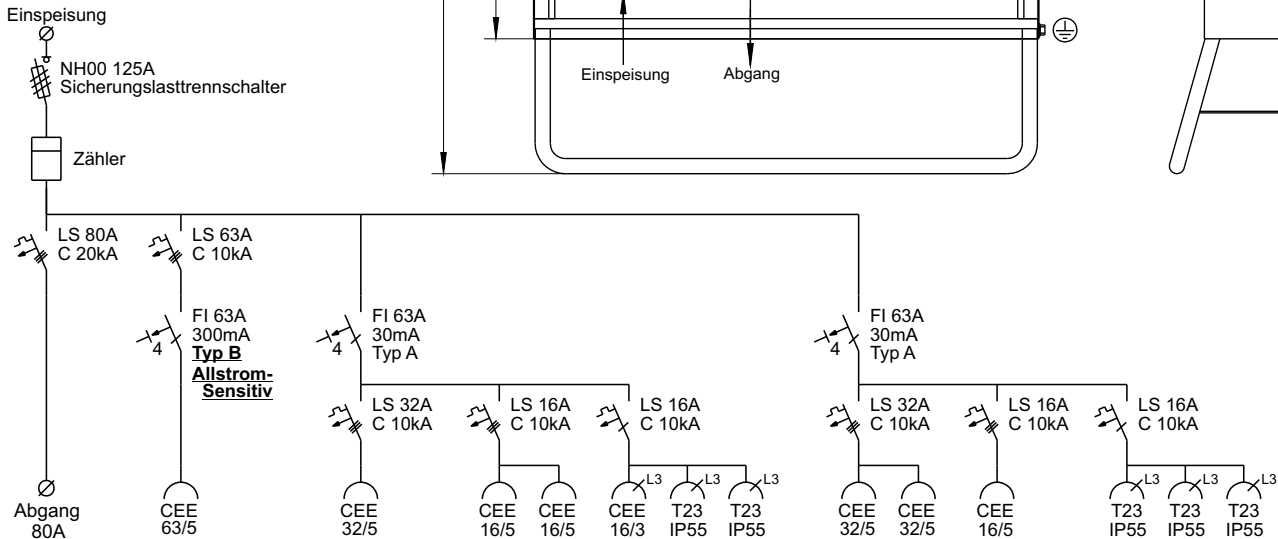 Einspeisung
NH00 125A
Sicherungslasttrennschalter
Zähler
Einspeisung
Abgang
LS 80A
C 20kA
LS 63A
C 10kA
FI 63A
300mA
Typ B
Allstrom-
Sensitiv
4
FI 63A
30mA
Typ A
4
FI 63A
30mA
Typ A
4
LS 32A
C 10kA
LS 16A
C 10kA
LS 16A
C 10kA
LS 32A
C 10kA
LS 16A
C 10kA
LS 16A
C 10kA
Abgang
80A
CEE
63/5
CEE
32/5
CEE
16/5
CEE
16/5
L3
CEE
16/3
L3
T23
IP55
L3
T23
IP55
CEE
32/5
CEE
32/5
CEE
16/5
L3
T23
IP55
L3
T23
IP55
L3
T23
IP55